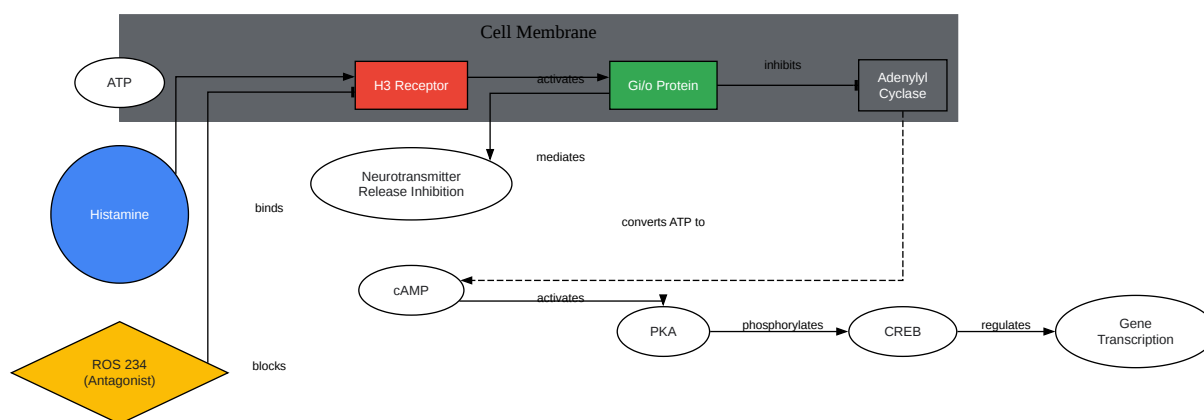 Cell Membrane
ATP
H3 Receptor
activates
Gi/o Protein
inhibits
Adenylyl
Cyclase
Neurotransmitter
Release Inhibition
mediates
Histamine
binds
converts ATP to
cAMP
activates
PKA
phosphorylates
CREB
regulates
Gene
Transcription
ROS 234
(Antagonist)
blocks